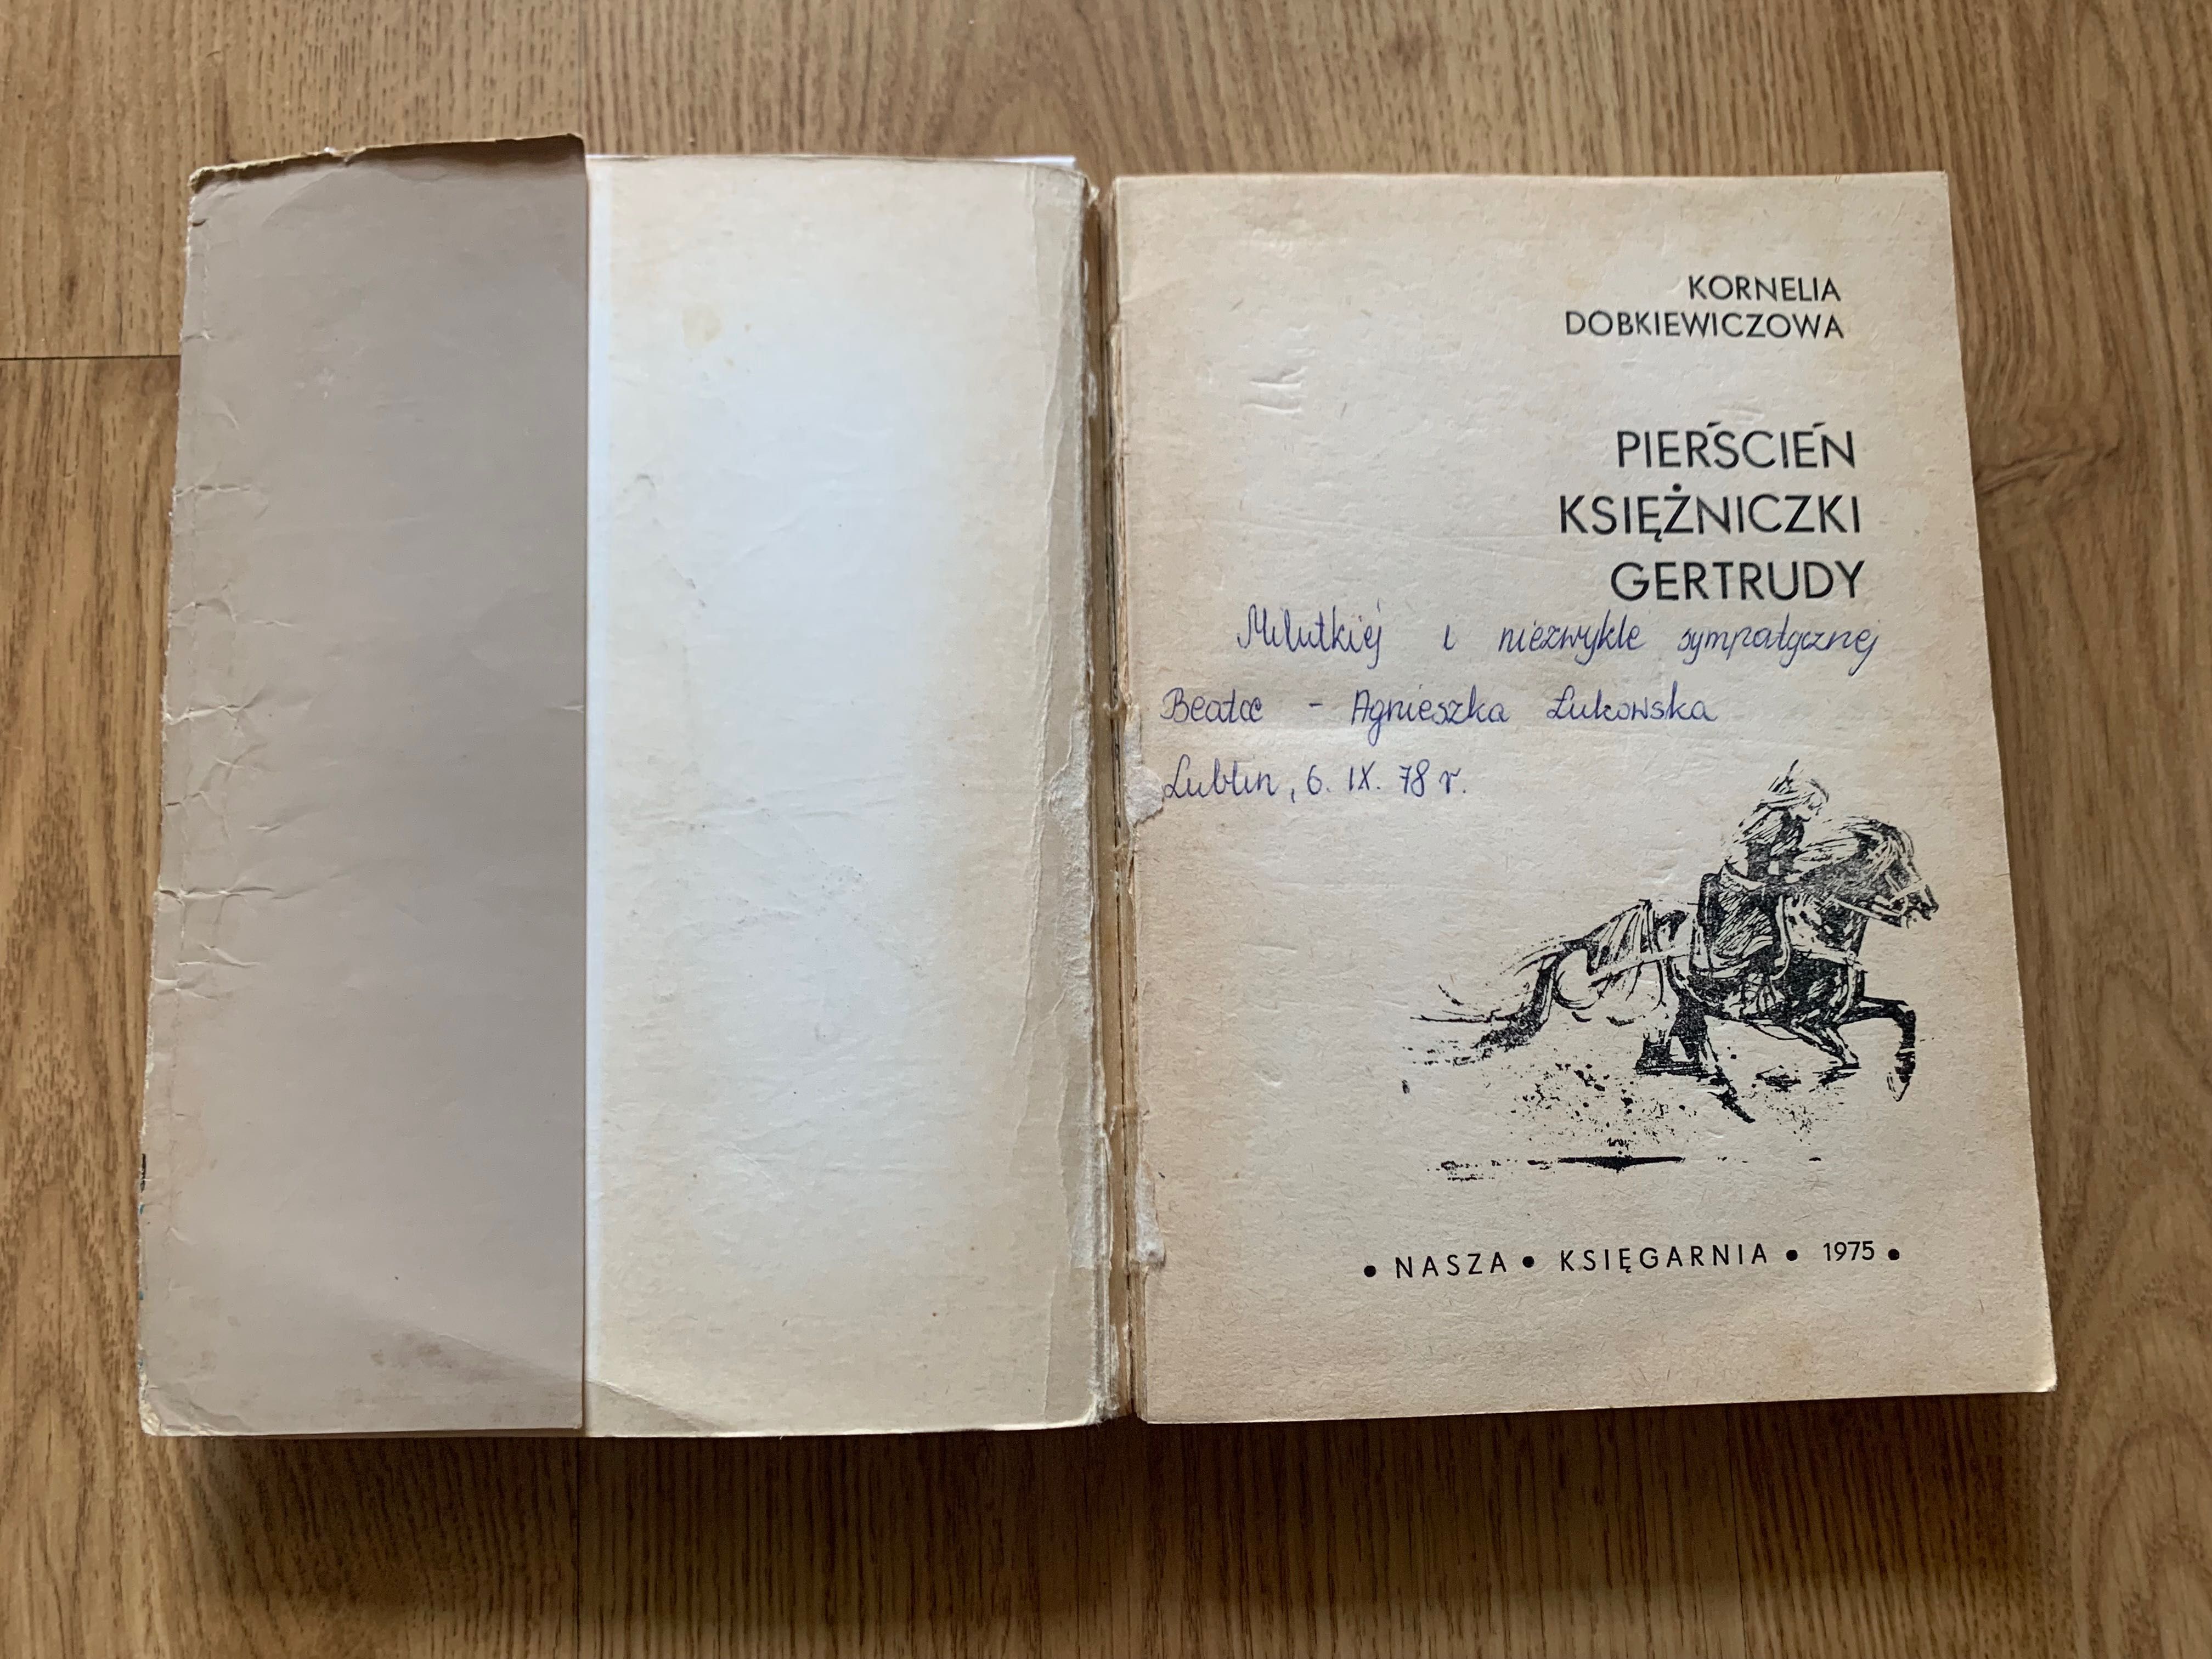 KORNELIA
DOBKIEWICZOWA
PIERŚCIEŃ
KSIĘŻNICZKI
GERTRUDY
Milutkiej i niezwykle sympatycznej
Beatce - Agnieszka Łukowska
Lublin, 6. IX. 78 r.
• NASZA • KSIĘGARNIA • 1975 •